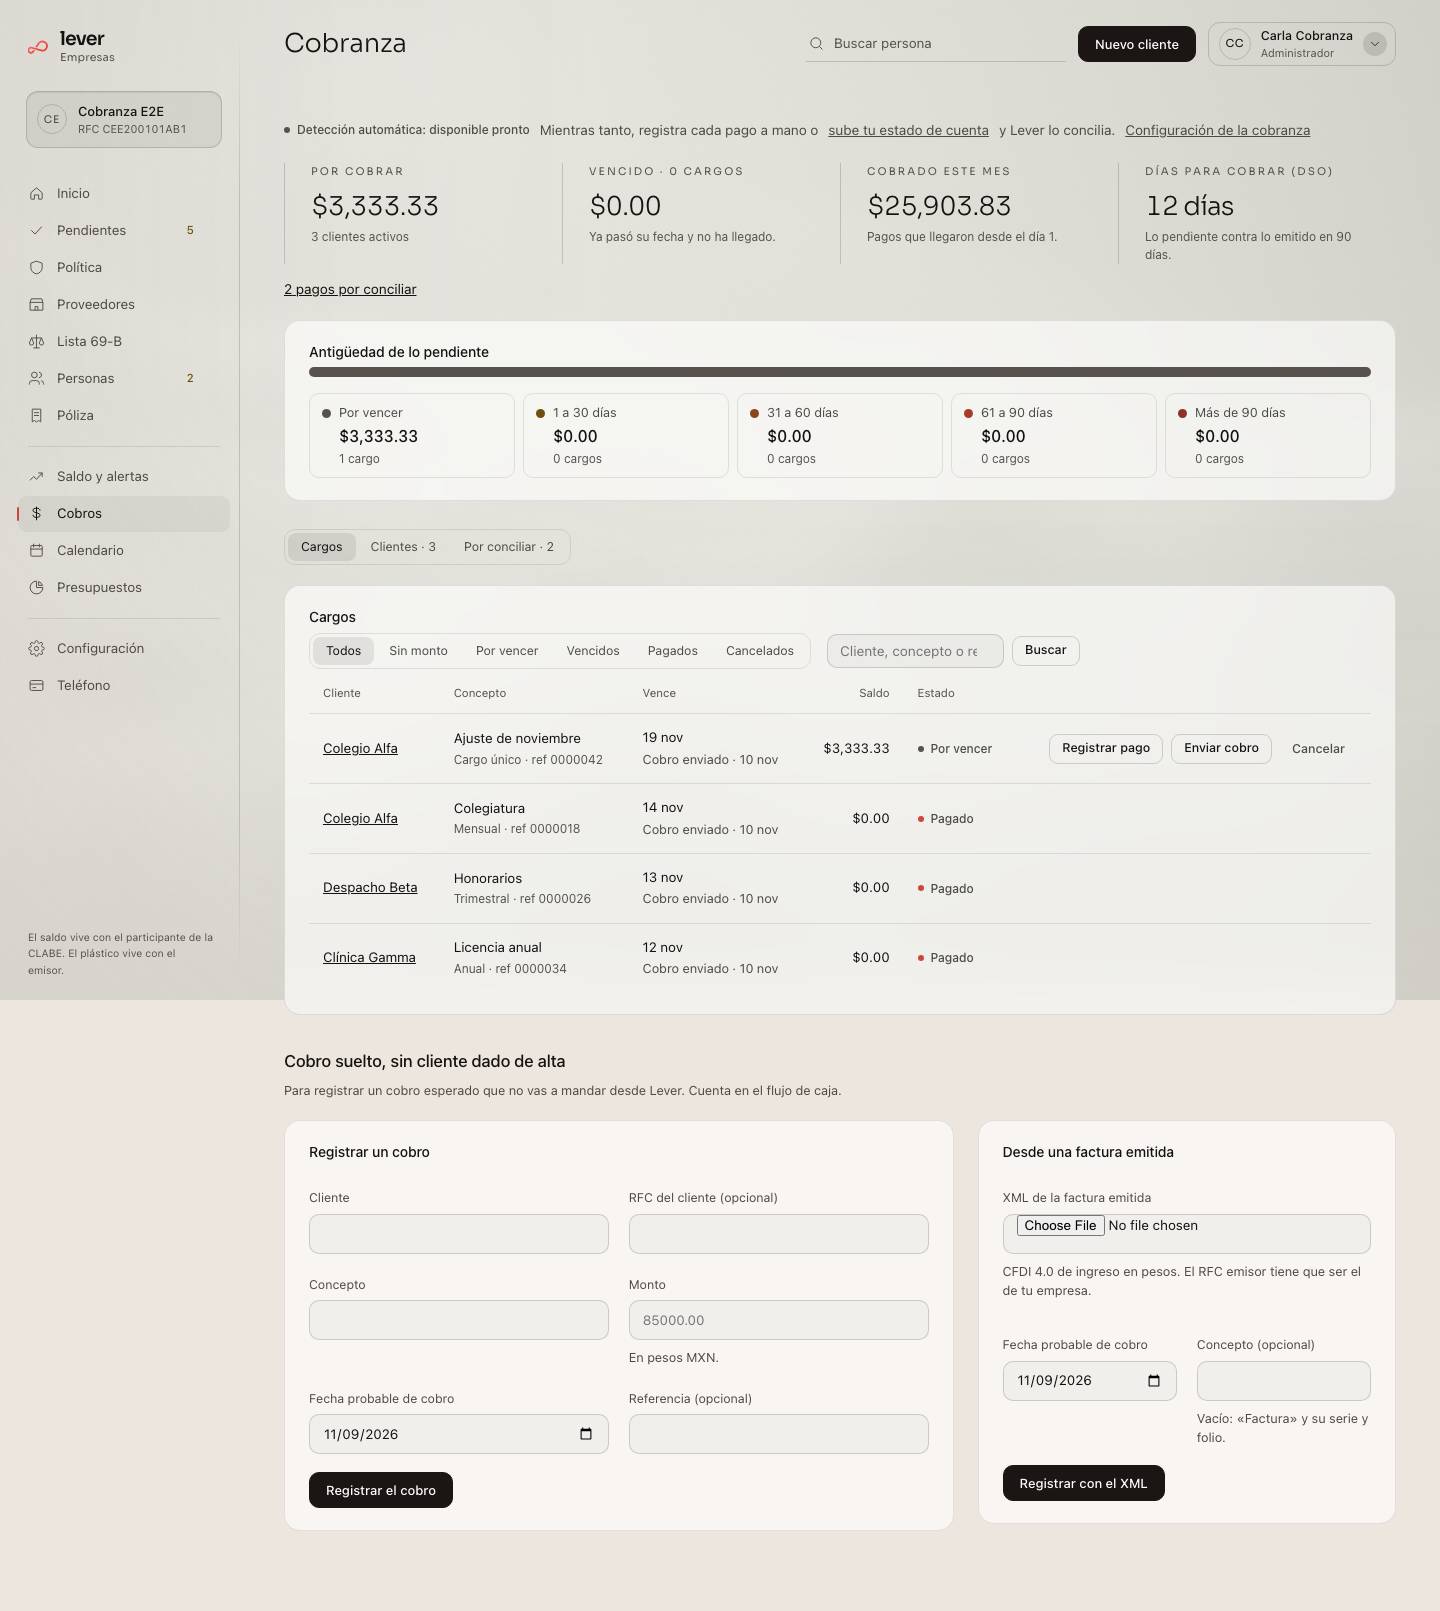 lever
Empresas
Cobranza
Buscar persona
Nuevo cliente
CC
Carla Cobranza
Administrador
CE
Cobranza E2E
RFC CEE200101AB1
Inicio
Pendientes 5
Política
Proveedores
Lista 69-B
Personas 2
Póliza
Saldo y alertas
Cobros
Calendario
Presupuestos
Configuración
Teléfono
El saldo vive con el participante de la
CLABE. El plástico vive con el
emisor.
Detección automática: disponible pronto Mientras tanto, registra cada pago a mano o sube tu estado de cuenta y Lever lo concilia. Configuración de la cobranza
POR COBRAR
$3,333.33
3 clientes activos
VENCIDO · 0 CARGOS
$0.00
Ya pasó su fecha y no ha llegado.
COBRADO ESTE MES
$25,903.83
Pagos que llegaron desde el día 1.
DÍAS PARA COBRAR (DSO)
12 días
Lo pendiente contra lo emitido en 90
días.
2 pagos por conciliar
Antigüedad de lo pendiente
Por vencer
$3,333.33
1 cargo
1 a 30 días
$0.00
0 cargos
31 a 60 días
$0.00
0 cargos
61 a 90 días
$0.00
0 cargos
Más de 90 días
$0.00
0 cargos
Cargos Clientes · 3 Por conciliar · 2
Cargos
Todos Sin monto Por vencer Vencidos Pagados Cancelados Cliente, concepto o re Buscar
Cliente Concepto Vence Saldo Estado
Colegio Alfa
Ajuste de noviembre
Cargo único · ref 0000042
19 nov
Cobro enviado · 10 nov
$3,333.33
Por vencer
Registrar pago Enviar cobro Cancelar
Colegio Alfa
Colegiatura
Mensual · ref 0000018
14 nov
Cobro enviado · 10 nov
$0.00
Pagado
Despacho Beta
Honorarios
Trimestral · ref 0000026
13 nov
Cobro enviado · 10 nov
$0.00
Pagado
Clínica Gamma
Licencia anual
Anual · ref 0000034
12 nov
Cobro enviado · 10 nov
$0.00
Pagado
Cobro suelto, sin cliente dado de alta
Para registrar un cobro esperado que no vas a mandar desde Lever. Cuenta en el flujo de caja.
Registrar un cobro
Cliente
RFC del cliente (opcional)
Concepto
Monto
85000.00
En pesos MXN.
Fecha probable de cobro
11/09/2026
Referencia (opcional)
Registrar el cobro
Desde una factura emitida
XML de la factura emitida
Choose File No file chosen
CFDI 4.0 de ingreso en pesos. El RFC emisor tiene que ser el
de tu empresa.
Fecha probable de cobro
11/09/2026
Concepto (opcional)
Vacío: «Factura» y su serie y
folio.
Registrar con el XML